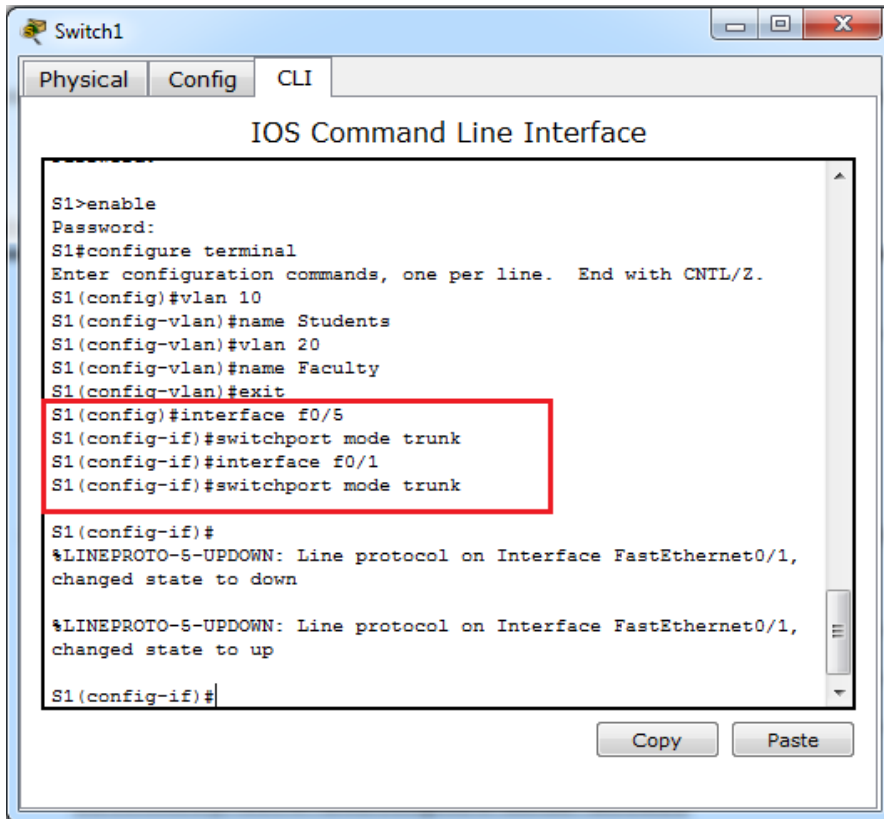 Switch1
Physical Config CLI
IOS Command Line Interface
S1>enable
Password:
S1#configure terminal
Enter configuration commands, one per line.  End with CNTL/Z.
S1(config)#vlan 10
S1(config-vlan)#name Students
S1(config-vlan)#vlan 20
S1(config-vlan)#name Faculty
S1(config-vlan)#exit
S1(config)#interface f0/5
S1(config-if)#switchport mode trunk
S1(config-if)#interface f0/1
S1(config-if)#switchport mode trunk
S1(config-if)#
%LINEPROTO-5-UPDOWN: Line protocol on Interface FastEthernet0/1,
changed state to down
%LINEPROTO-5-UPDOWN: Line protocol on Interface FastEthernet0/1,
changed state to up
S1(config-if)#
Copy Paste